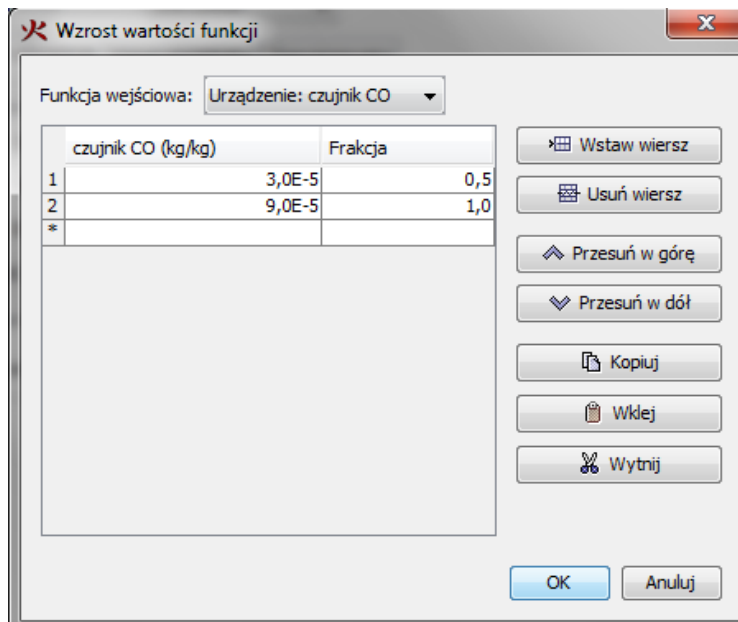 火 Wzrost wartości funkcji
Funkcja wejściowa: Urządzenie: czujnik CO
czujnik CO (kg/kg) Frakcja
1 3,0E-5 0,5
2 9,0E-5 1,0
*
Wstaw wiersz
Usuń wiersz
Przesuń w górę
Przesuń w dół
Kopiuj
Wklej
Wytnij
OK Anuluj